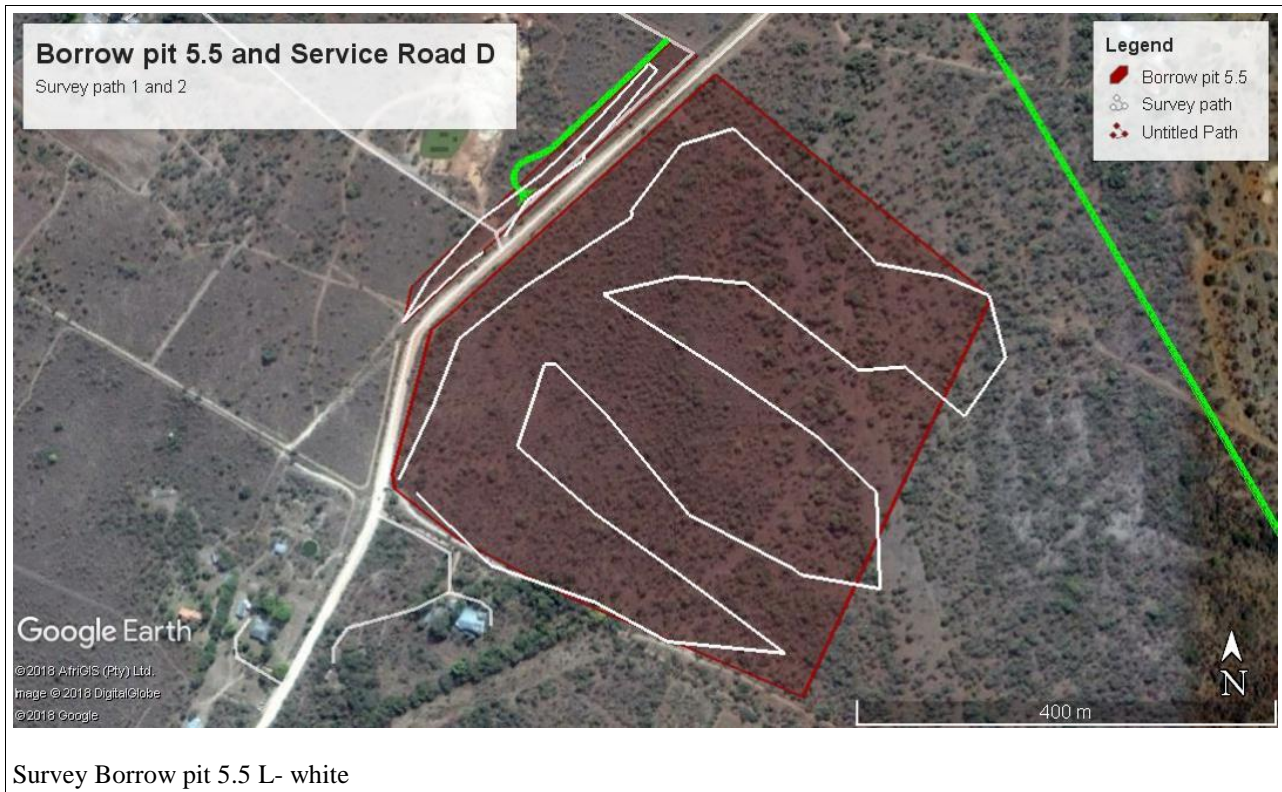 Borrow pit 5.5 and Service Road D
Survey path 1 and 2
Legend
Borrow pit 5.5
Survey path
Untitled Path
Google Earth
©2018 AfriGIS (Pty) Ltd.
Image © 2018 DigitalGlobe
©2018 Google
N
400 m
Survey Borrow pit 5.5 L- white